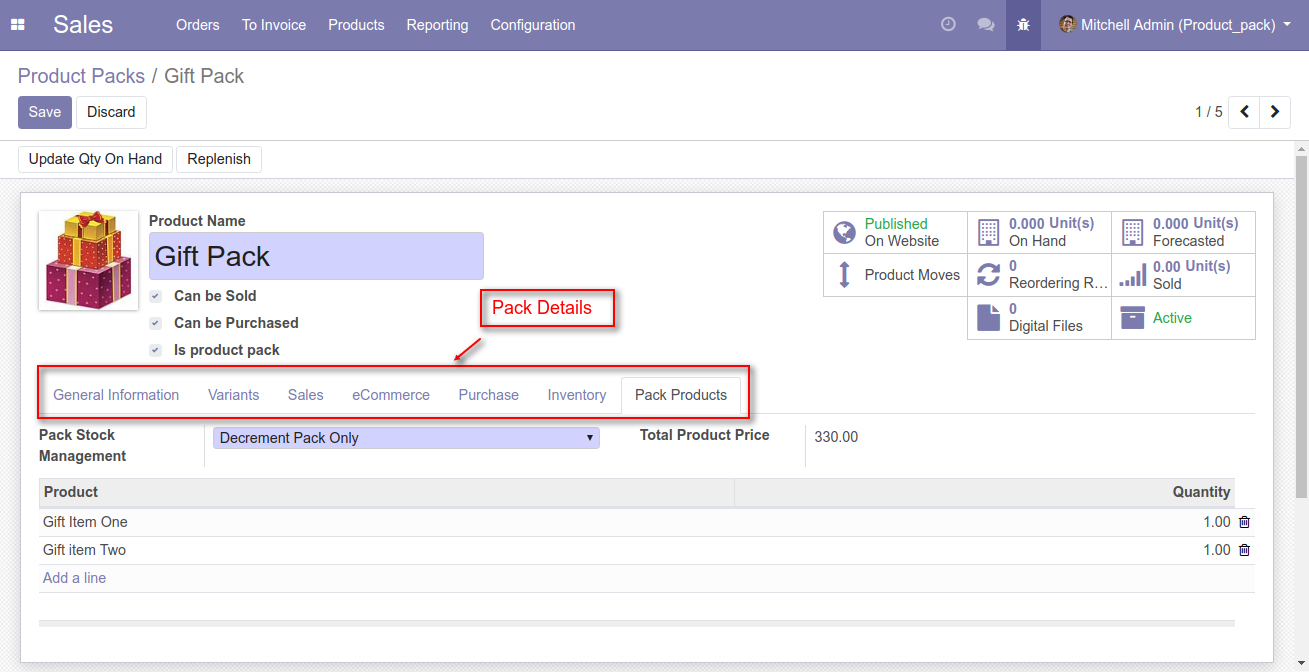 Sales Orders To Invoice Products Reporting Configuration Mitchell Admin (Product_pack)
Product Packs / Gift Pack
Save Discard 1 / 5
Update Qty On Hand Replenish
Product Name
Gift Pack
Can be Sold
Can be Purchased
Is product pack
Published
On Website
0.000 Unit(s)
On Hand
0.000 Unit(s)
Forecasted
Product Moves
0
Reordering R...
0.00 Unit(s)
Sold
0
Digital Files
Active
Pack Details
General Information Variants Sales eCommerce Purchase Inventory Pack Products
Pack Stock
Management
Decrement Pack Only
Total Product Price 330.00
Product Quantity
Gift Item One 1.00
Gift item Two 1.00
Add a line